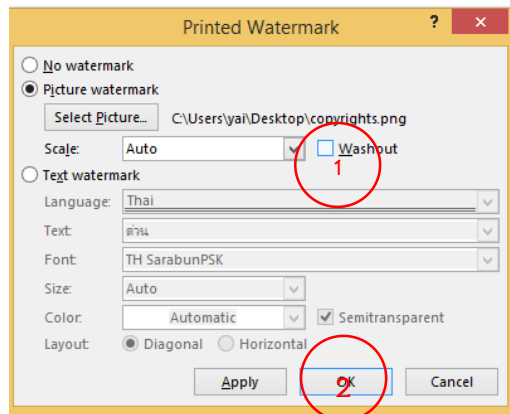 Printed Watermark ? ×
No watermark
Picture watermark
Select Picture... C:\Users\yai\Desktop\copyrights.png
Scale: Auto Washout
1
Text watermark
Language: Thai
Text: ด่วน
Font: TH SarabunPSK
Size: Auto
Color: Automatic Semitransparent
Layout: Diagonal Horizontal
Apply OK Cancel
2